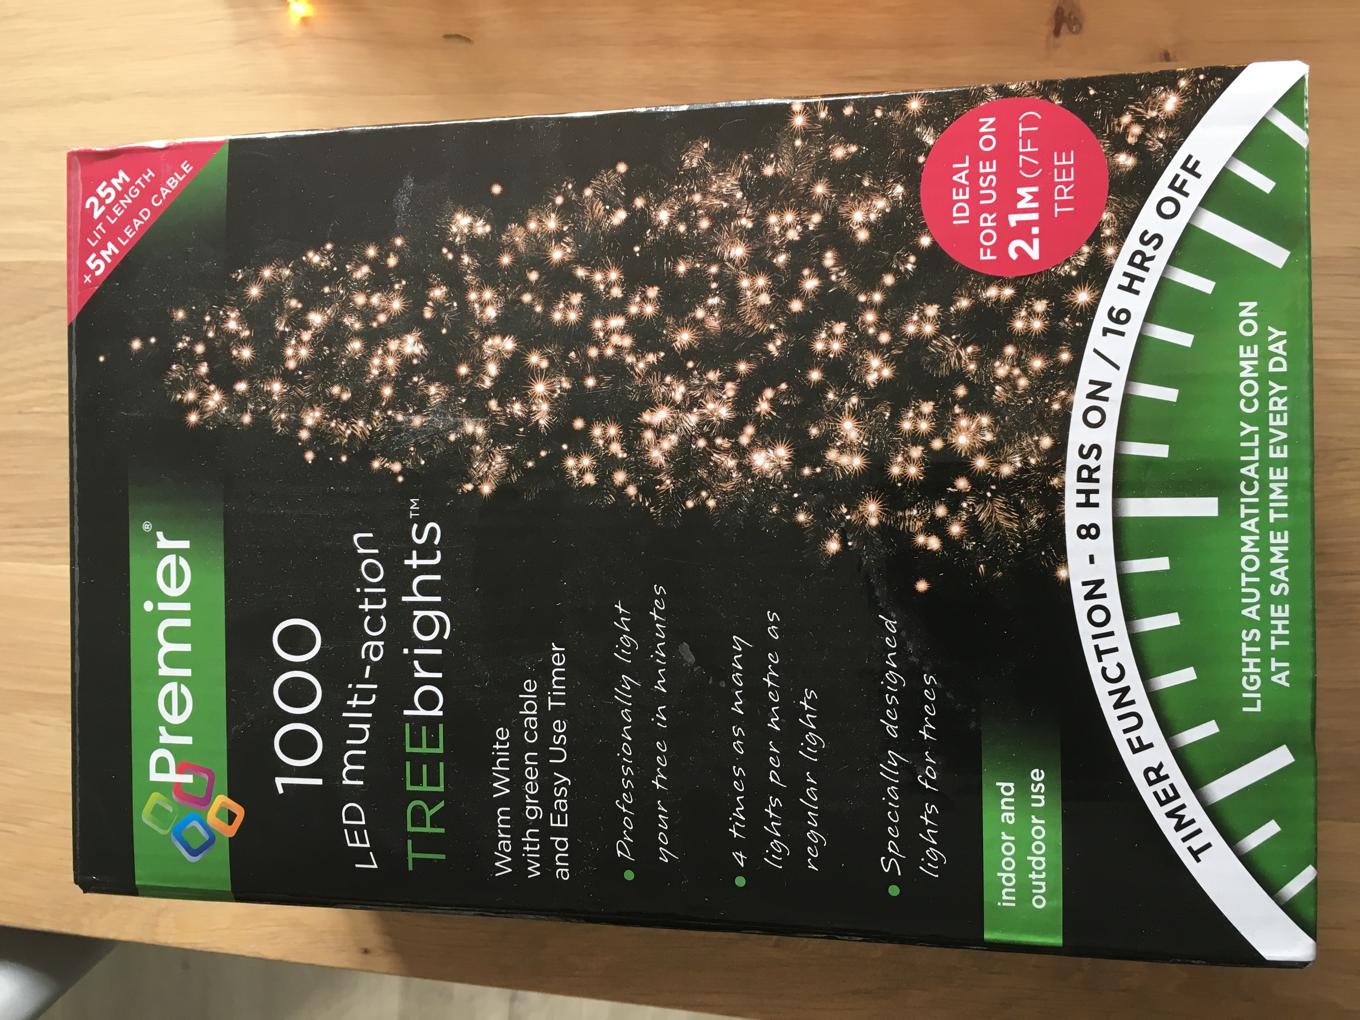 25M
LIT LENGTH
+5M LEAD CABLE
Premier®
1000
LED multi-action
TREEbrights™
Warm White
with green cable
and Easy Use Timer
• Professionally light
your tree in minutes
• 4 times as many
lights per metre as
regular lights
• Specially designed
lights for trees
indoor and
outdoor use
IDEAL
FOR USE ON
2.1M (7FT)
TREE
TIMER FUNCTION - 8 HRS ON / 16 HRS OFF
LIGHTS AUTOMATICALLY COME ON
AT THE SAME TIME EVERY DAY